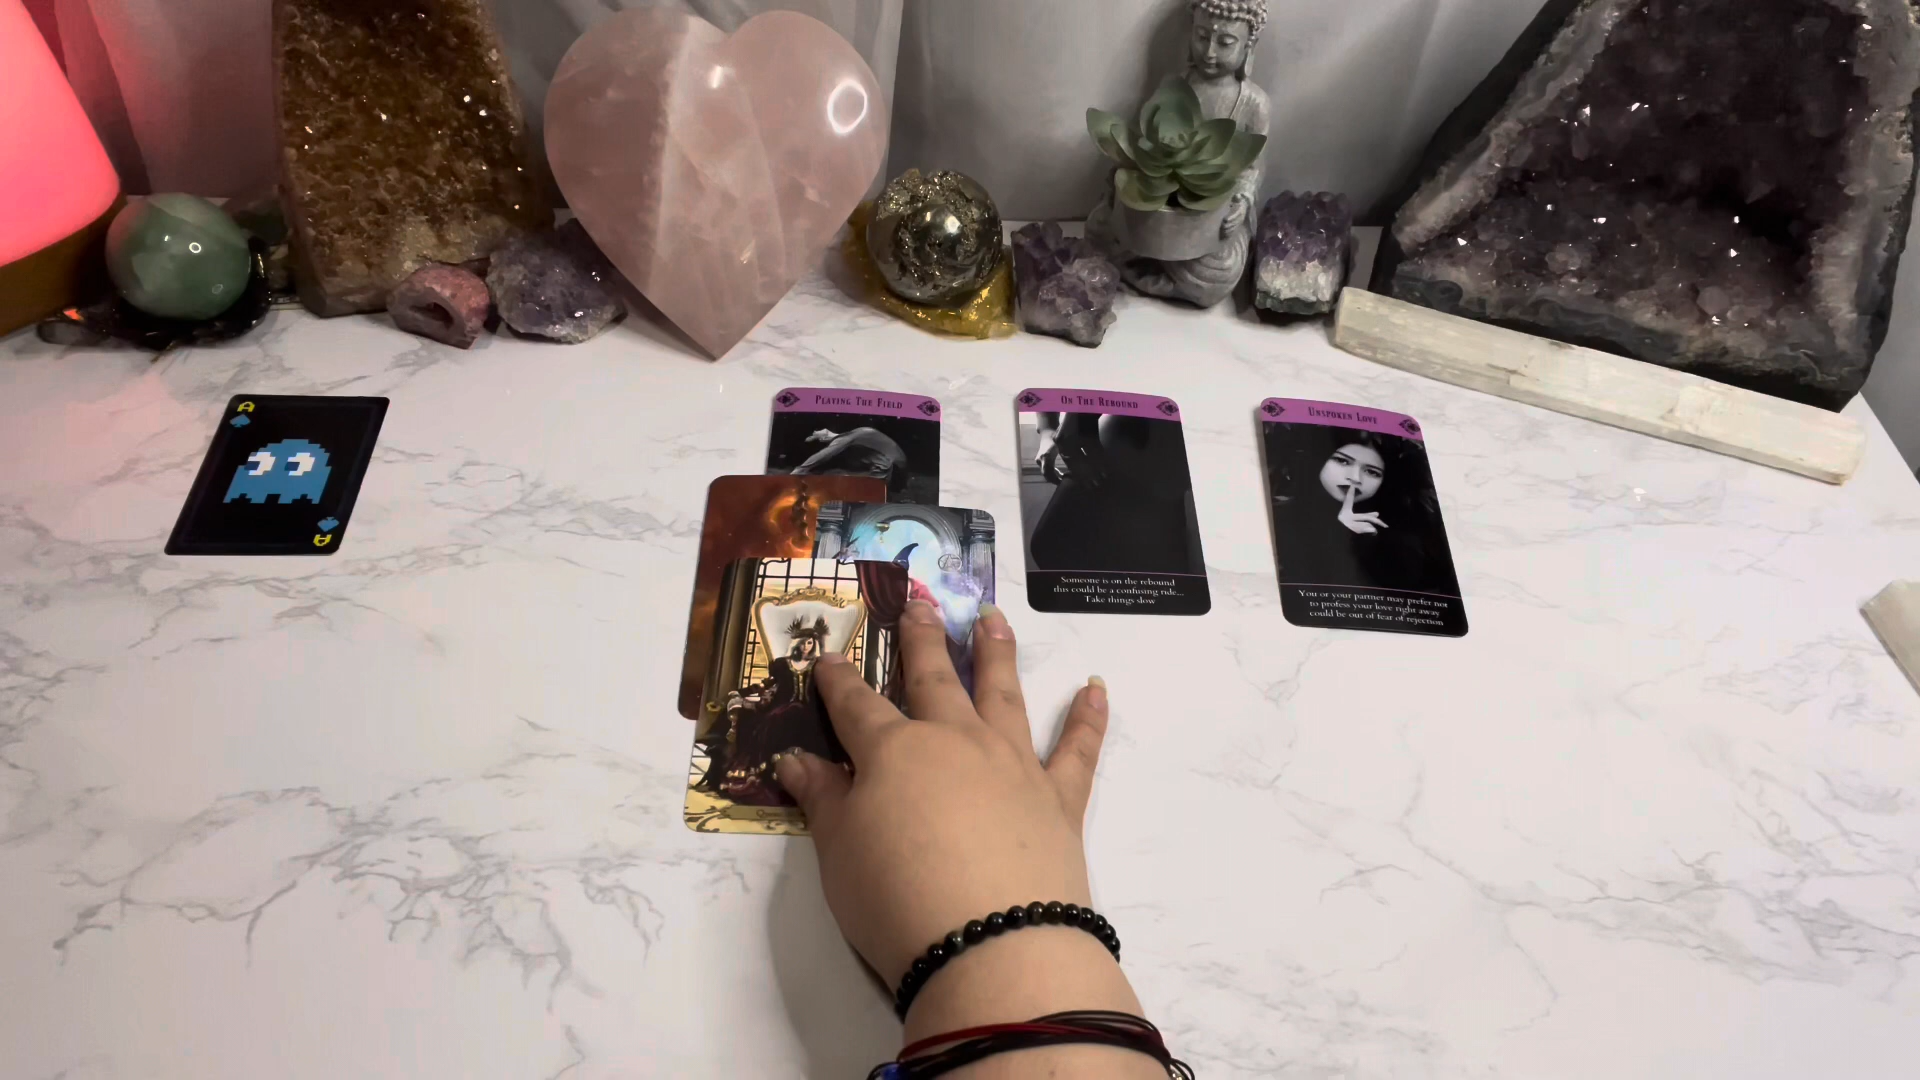 A
A
Playing The Field
On The Rebound
Someone is on the rebound
this could be a confusing ride...
Take things slow
Unspoken Love
You or your partner may prefer not
to profess your love right away
could be out of fear of rejection